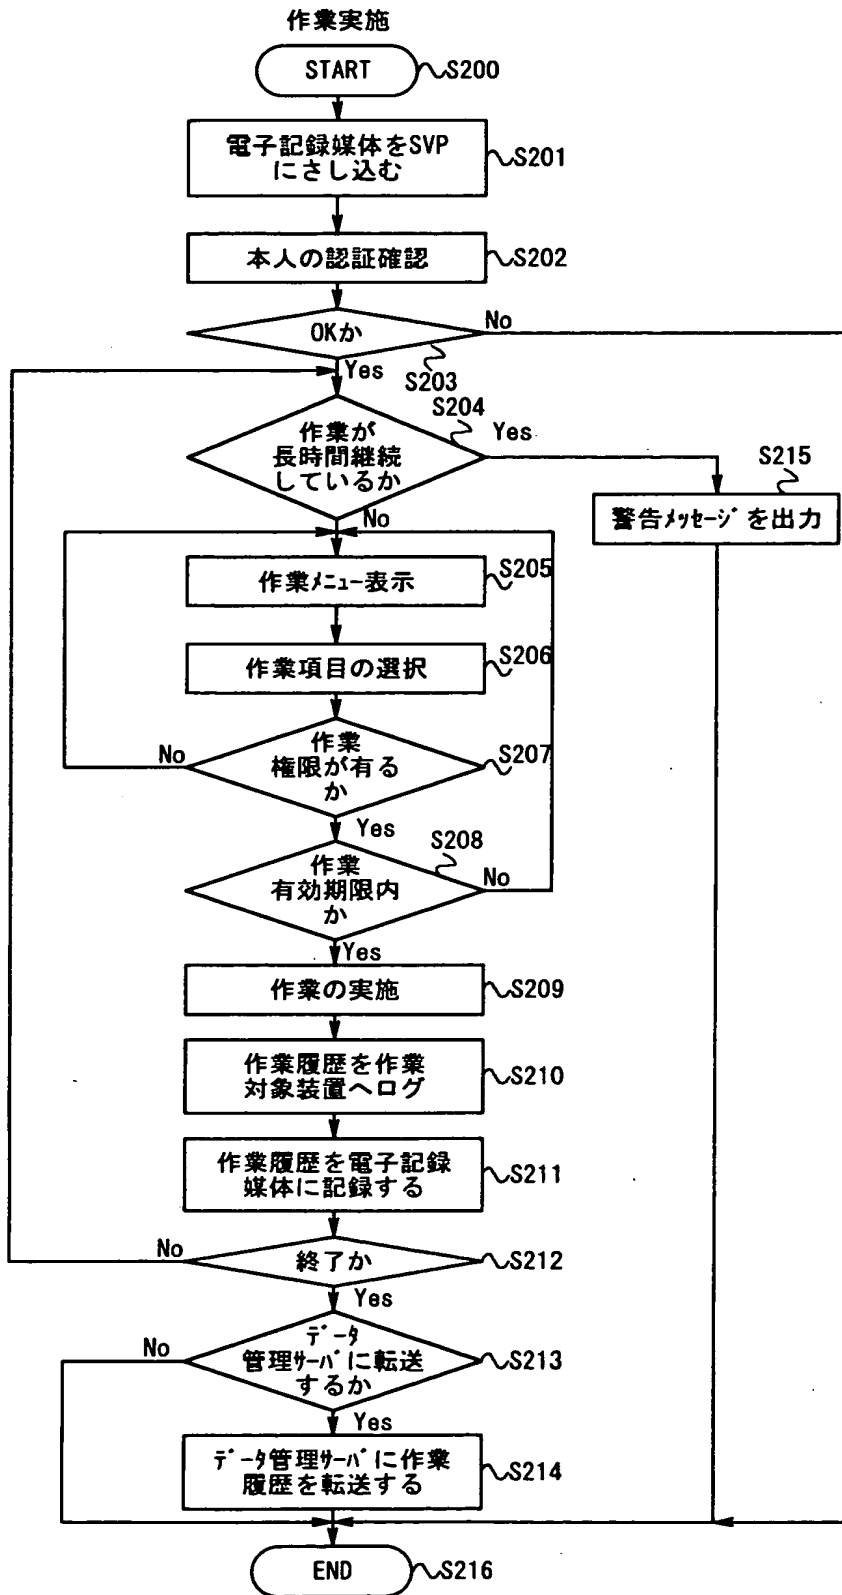 作業実施
START
S200
電子記録媒体をSVP
にさし込む
S201
本人の認証確認
S202
OKか
No
S203
Yes
S204
作業が
長時間継続
しているか
Yes
No
S215
警告ﾒｯｾｰｼﾞを出力
作業ﾒﾆｭｰ表示
S205
作業項目の選択
S206
作業
権限が有る
か
S207
No
Yes
S208
作業
有効期限内
か
No
Yes
作業の実施
S209
作業履歴を作業
対象装置へログ
S210
作業履歴を電子記録
媒体に記録する
S211
No
終了か
S212
Yes
ﾃﾞｰﾀ
管理ｻｰﾊﾞに転送
するか
S213
No
Yes
ﾃﾞｰﾀ管理ｻｰﾊﾞに作業
履歴を転送する
S214
END
S216